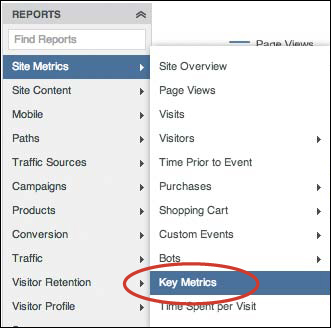 REPORTS
Find Reports
Page Views
Site Metrics
Site Content
Mobile
Paths
Traffic Sources
Campaigns
Products
Conversion
Traffic
Visitor Retention
Visitor Profile
Site Overview
Page Views
Visits
Visitors
Time Prior to Event
Purchases
Shopping Cart
Custom Events
Bots
Key Metrics
Time Spent per Visit